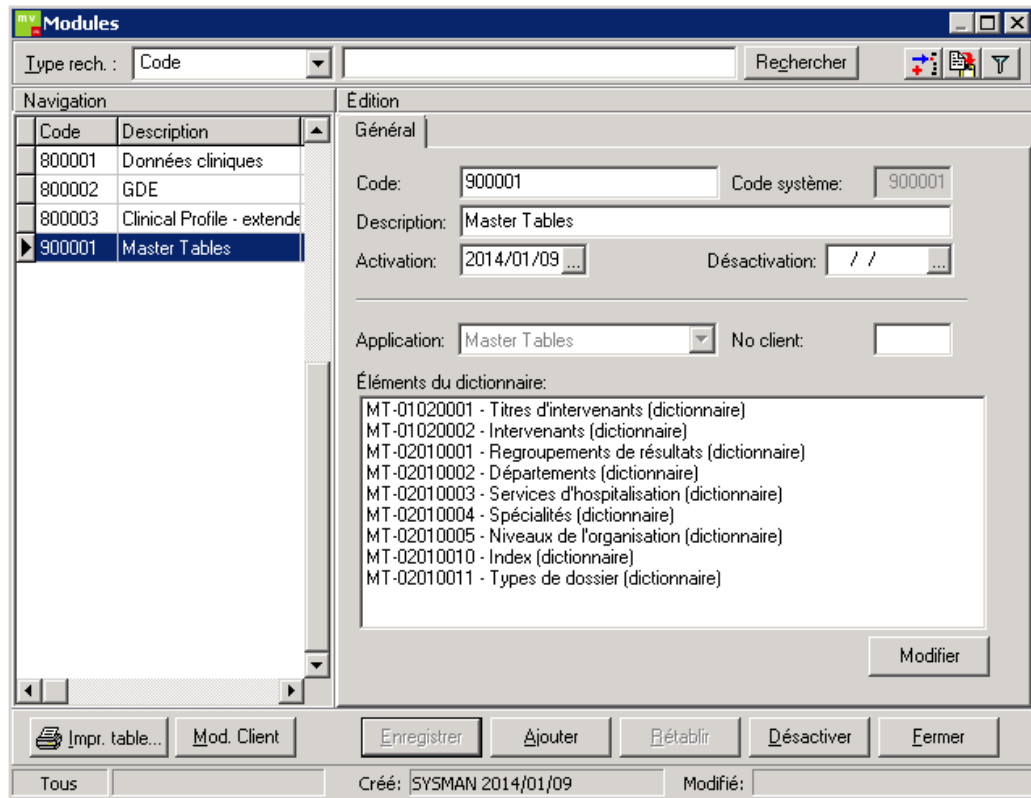 mv Modules
Type rech. : Code Rechercher
Navigation
Code Description
800001 Données cliniques
800002 GDE
800003 Clinical Profile - extende
900001 Master Tables
Édition
Général
Code: 900001 Code système: 900001
Description: Master Tables
Activation: 2014/01/09 ... Désactivation: / / ...
Application: Master Tables No client:
Éléments du dictionnaire:
MT-01020001 - Titres d'intervenants (dictionnaire)
MT-01020002 - Intervenants (dictionnaire)
MT-02010001 - Regroupements de résultats (dictionnaire)
MT-02010002 - Départements (dictionnaire)
MT-02010003 - Services d'hospitalisation (dictionnaire)
MT-02010004 - Spécialités (dictionnaire)
MT-02010005 - Niveaux de l'organisation (dictionnaire)
MT-02010010 - Index (dictionnaire)
MT-02010011 - Types de dossier (dictionnaire)
Modifier
Impr. table... Mod. Client Enregistrer Ajouter Rétablir Désactiver Fermer
Tous Créé: SYSMAN 2014/01/09 Modifié: